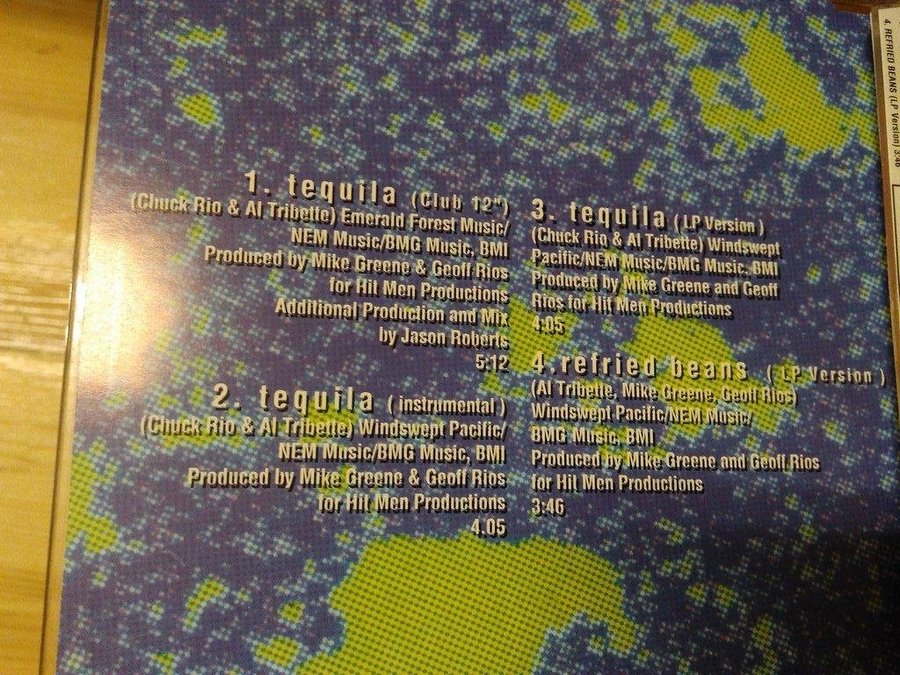 1. tequila (Club 12")
(Chuck Rio & Al Tribette) Emerald Forest Music/
NEM Music/BMG Music, BMI
Produced by Mike Greene & Geoff Rios
for Hit Men Productions
Additional Production and Mix
by Jason Roberts
5:12
2. tequila (instrumental)
(Chuck Rio & Al Tribette) Windswept Pacific/
NEM Music/BMG Music, BMI
Produced by Mike Greene & Geoff Rios
for Hit Men Productions
4.05
3. tequila (LP Version)
(Chuck Rio & Al Tribette) Windswept
Pacific/NEM Music/BMG Music, BMI
Produced by Mike Greene and Geoff
Rios for Hit Men Productions
4:05
4.refried beans (LP Version)
(Al Tribette, Mike Greene, Geoff Rios)
Windswept Pacific/NEM Music/
BMG Music, BMI
Produced by Mike Greene and Geoff Rios
for Hit Men Productions
3:46
4. REFRIED BEANS (LP Version) 3:46